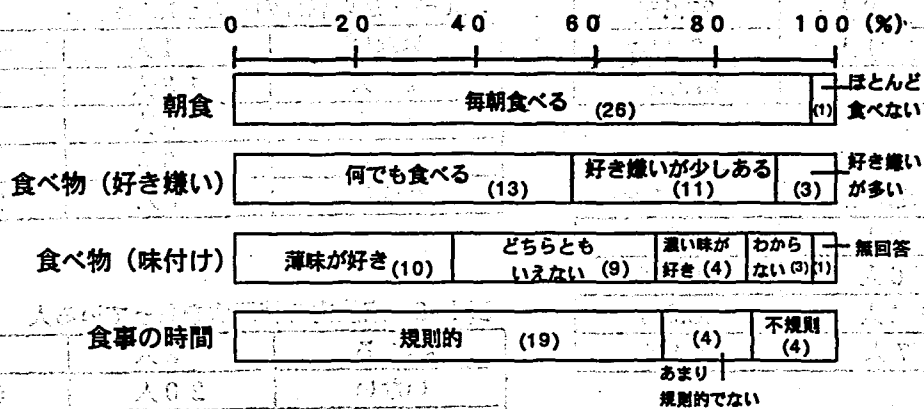 0 20 40 60 80 100 (%)
朝食
毎朝食べる (26)
(1)
ほとんど
食べない
食べ物（好き嫌い）
何でも食べる (13)
好き嫌いが少しある
(11)
(3)
好き嫌い
が多い
食べ物（味付け）
薄味が好き (10)
どちらとも
いえない (9)
濃い味が
好き (4)
わから
ない (3)
(1)
無回答
食事の時間
規則的 (19)
(4)
あまり
規則的でない
不規則
(4)
20人